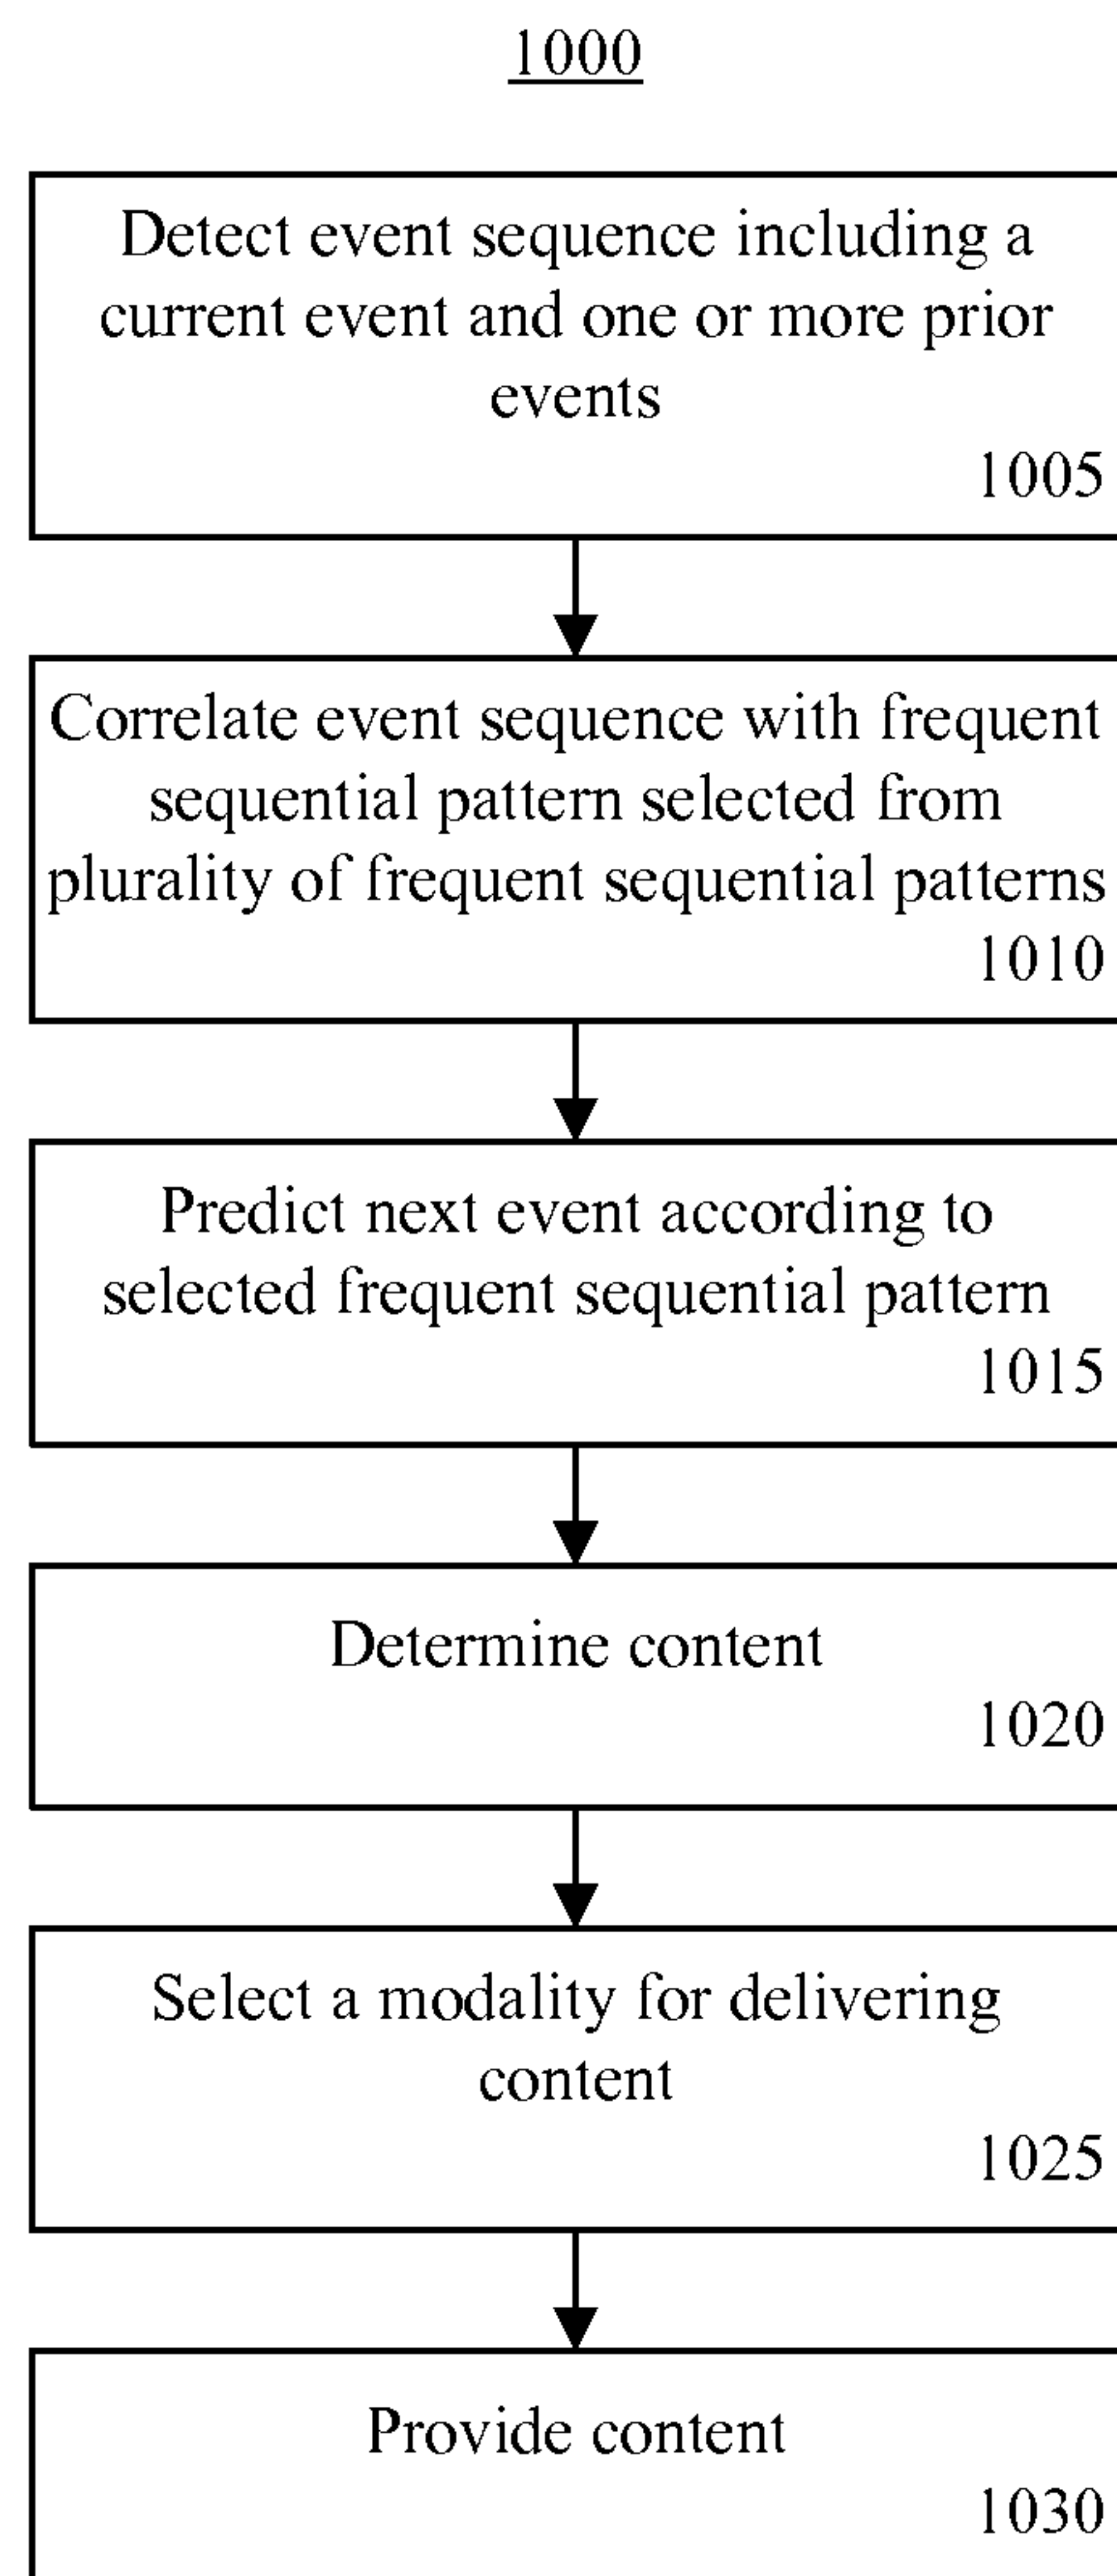 1000
Detect event sequence including a
current event and one or more prior
events
1005
Correlate event sequence with frequent
sequential pattern selected from
plurality of frequent sequential patterns
1010
Predict next event according to
selected frequent sequential pattern
1015
Determine content
1020
Select a modality for delivering
content
1025
Provide content
1030